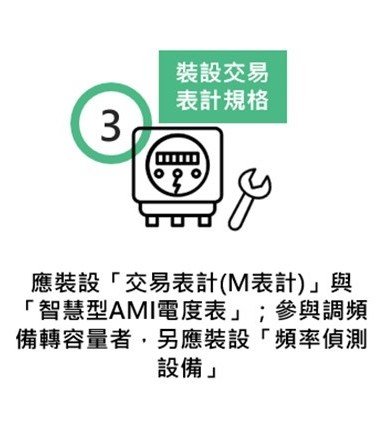 裝設交易
表計規格
3
應裝設「交易表計(M表計)」與
「智慧型AMI電度表」；參與調頻
備轉容量者，另應裝設「頻率偵測
設備」